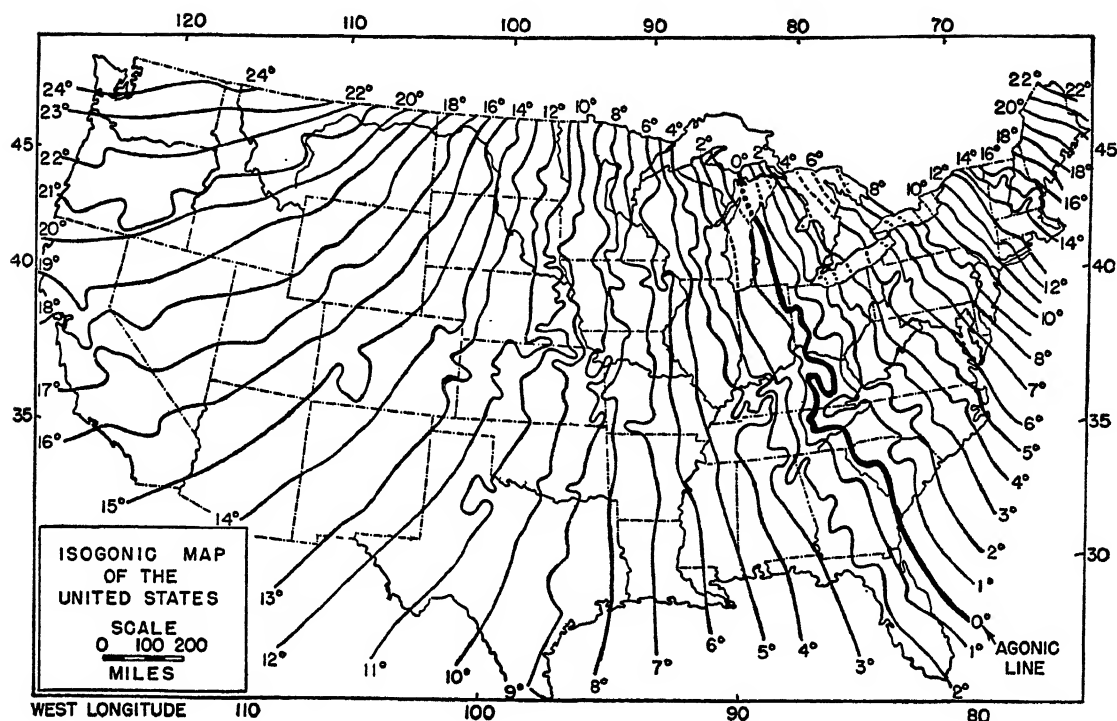 120 110 100 90 80 70
24° 24° 22° 20° 18° 16° 14° 12° 10° 8° 6° 4° 2° 0° 2° 4° 6° 8° 10° 12° 14° 16° 18° 20° 22° 22°
23°
45 45
22° 20° 18°
21° 16°
20° 14°
40 40
19° 12°
18° 10°
8°
17° 7°
35 35
16° 6°
5°
4°
15° 3°
14° 2°
30
ISOGONIC MAP
OF THE
UNITED STATES
SCALE
0 100 200
MILES
13° 1°
12° 11° 10° 9° 8° 7° 6° 5° 4° 3° 2° 1° 0°
AGONIC
LINE
WEST LONGITUDE 110 100 90 80